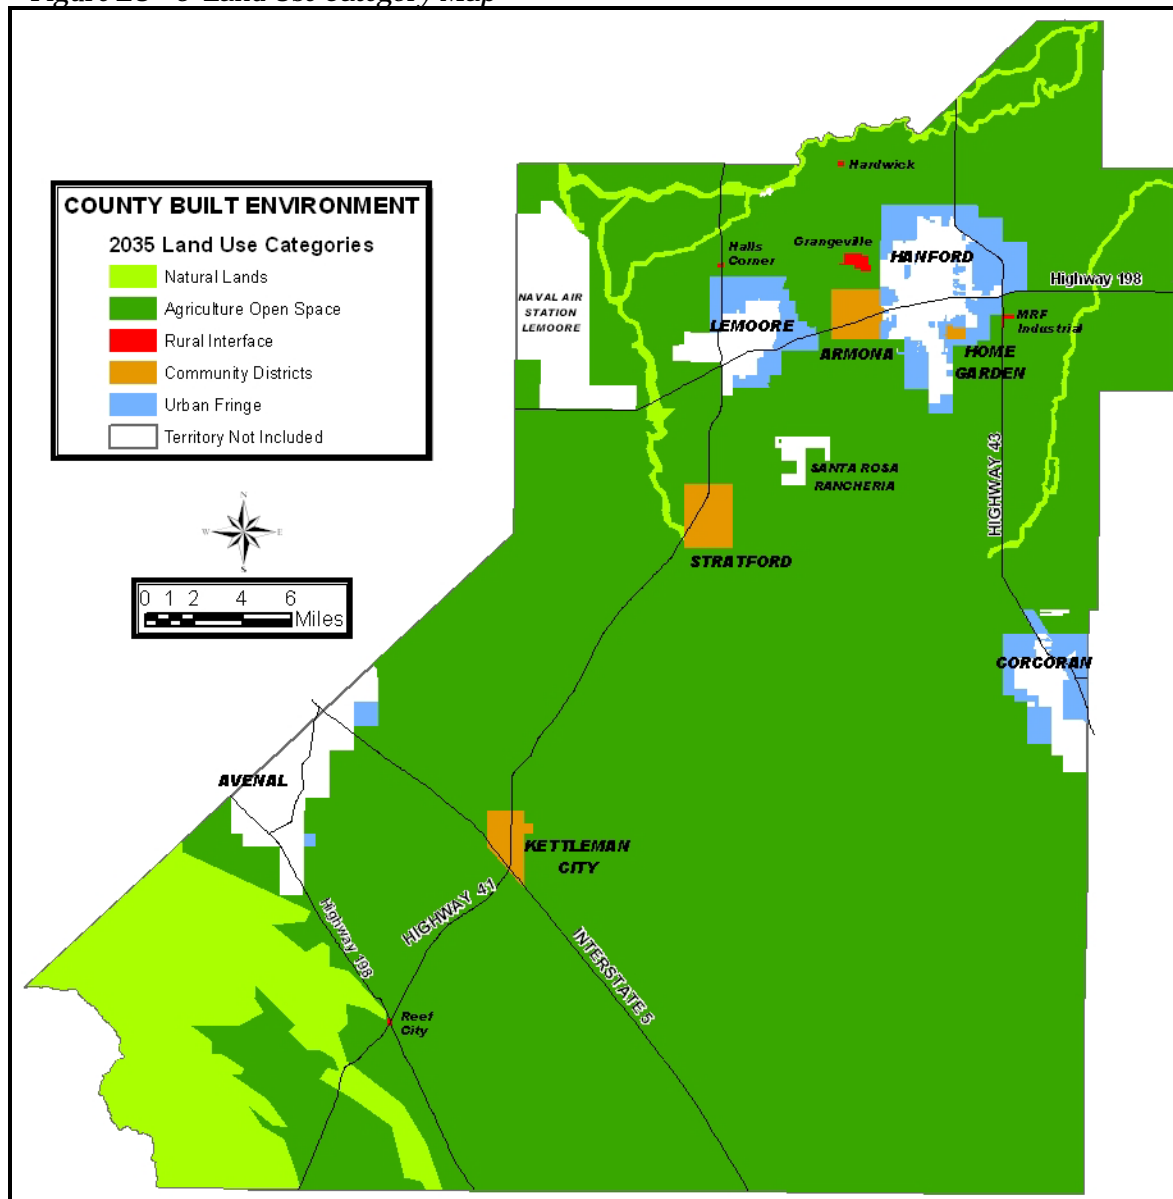 Hardwick
COUNTY BUILT ENVIRONMENT
2035 Land Use Categories
Natural Lands
Agriculture Open Space
Rural Interface
Community Districts
Urban Fringe
Territory Not Included
Halls
Corner
Grangeville
HANFORD
Highway 198
NAVAL AIR
STATION
LEMOORE
LEMOORE
ARMONA
MRF
Industrial
HOME
GARDEN
HIGHWAY 43
SANTA ROSA
RANCHERIA
N
W
E
S
STRATFORD
0 1 2 4 6
Miles
CORCORAN
AVENAL
KETTLEMAN
CITY
HIGHWAY 41
Highway 198
INTERSTATE 5
Reef
City